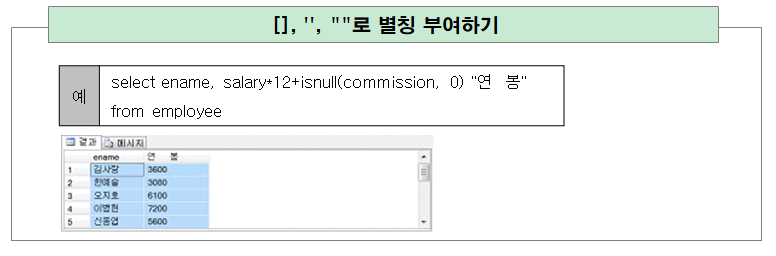 [], '', ""로 별칭 부여하기
예
select ename, salary*12+isnull(commission, 0) "연 봉"
from employee
결과 메시지
ename 연 봉
1 김사랑 3600
2 한예슬 3080
3 오지호 6100
4 이병헌 7200
5 신동엽 5600